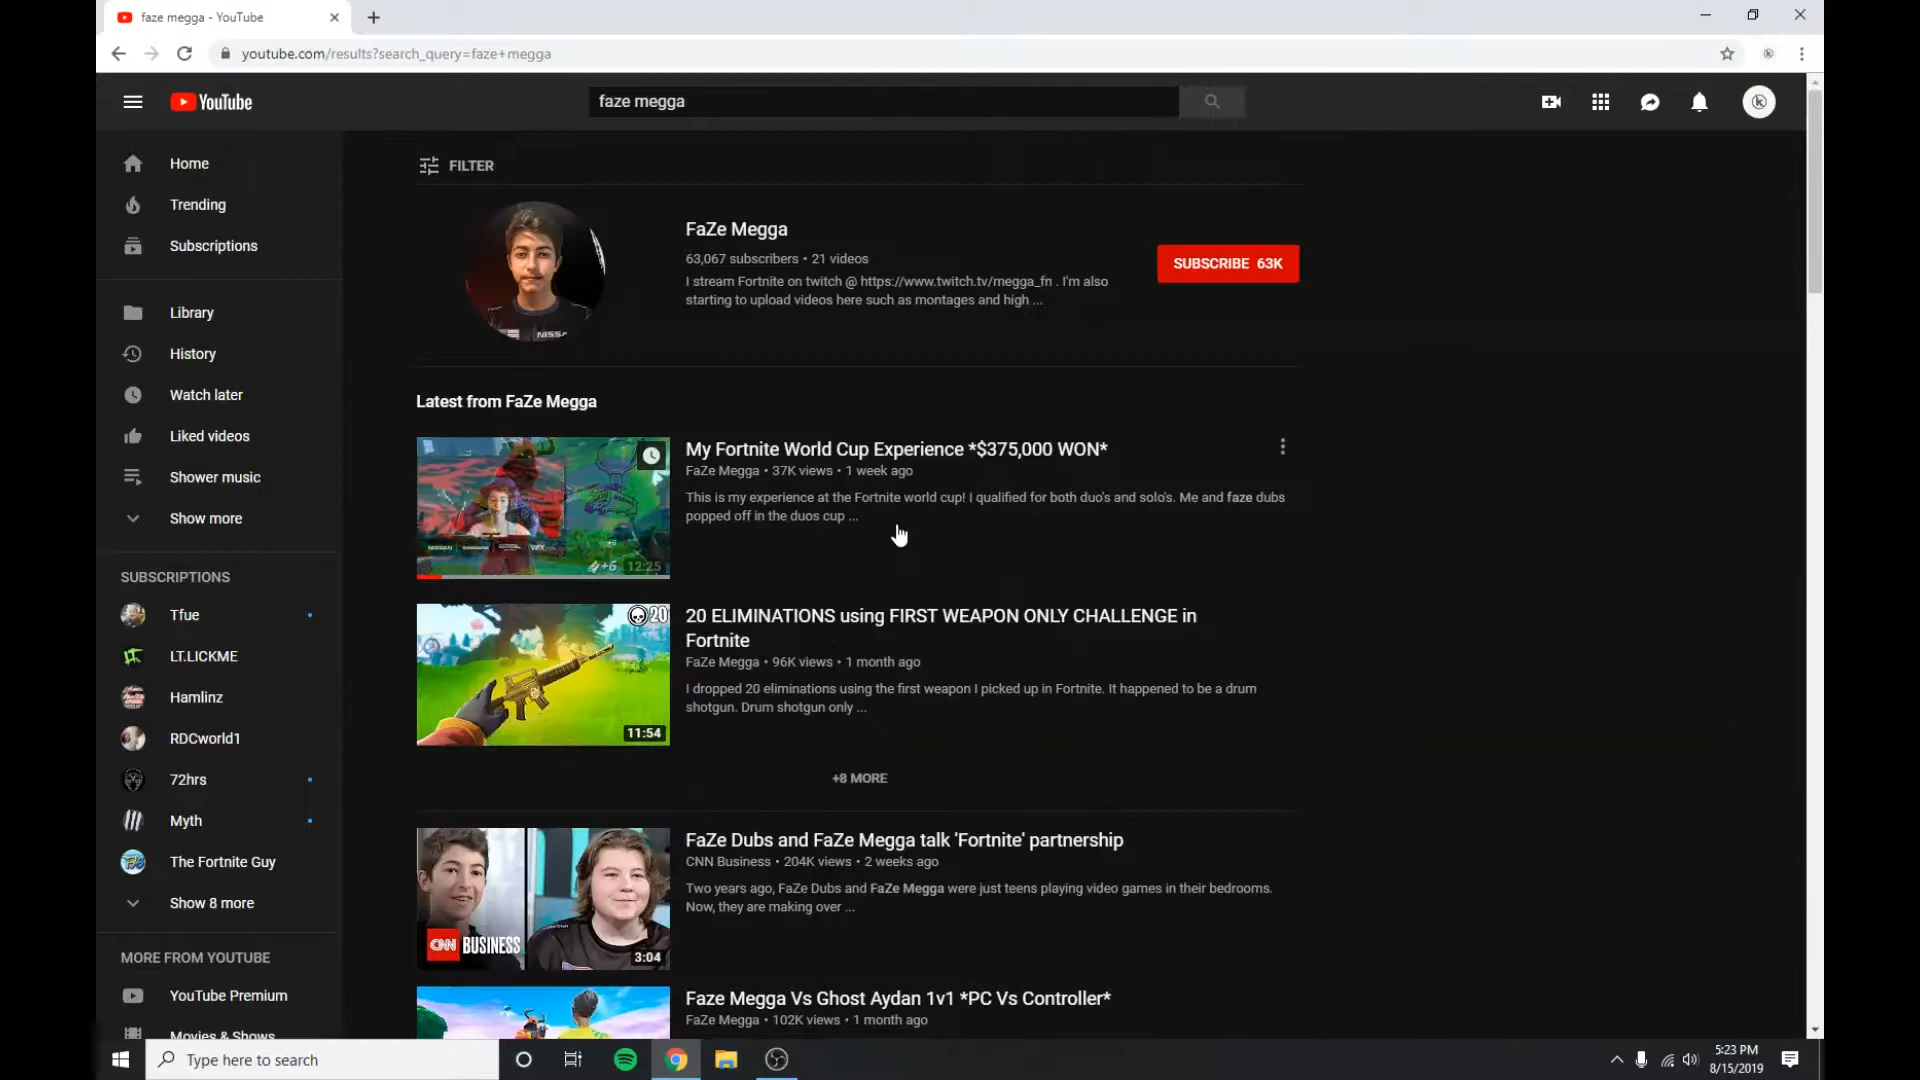 faze megga - YouTube
youtube.com/results?search_query=faze+megga
YouTube
faze megga
Home
Trending
Subscriptions
Library
History
Watch later
Liked videos
Shower music
Show more
SUBSCRIPTIONS
Tfue
LT.LICKME
Hamlinz
RDCworld1
72hrs
Myth
The Fortnite Guy
Show 8 more
MORE FROM YOUTUBE
YouTube Premium
Movies & Shows
FILTER
FaZe Megga
63,067 subscribers • 21 videos
I stream Fortnite on twitch @ https://www.twitch.tv/megga_fn . I'm also
starting to upload videos here such as montages and high ...
SUBSCRIBE 63K
NISSA
Latest from FaZe Megga
+6 12:25
My Fortnite World Cup Experience *$375,000 WON*
FaZe Megga • 37K views • 1 week ago
This is my experience at the Fortnite world cup! I qualified for both duo's and solo's. Me and faze dubs
popped off in the duos cup ...
20
11:54
20 ELIMINATIONS using FIRST WEAPON ONLY CHALLENGE in
Fortnite
FaZe Megga • 96K views • 1 month ago
I dropped 20 eliminations using the first weapon I picked up in Fortnite. It happened to be a drum
shotgun. Drum shotgun only ...
+8 MORE
CNN BUSINESS
3:04
FaZe Dubs and FaZe Megga talk 'Fortnite' partnership
CNN Business • 204K views • 2 weeks ago
Two years ago, FaZe Dubs and FaZe Megga were just teens playing video games in their bedrooms.
Now, they are making over ...
Faze Megga Vs Ghost Aydan 1v1 *PC Vs Controller*
FaZe Megga • 102K views • 1 month ago
Type here to search
5:23 PM
8/15/2019